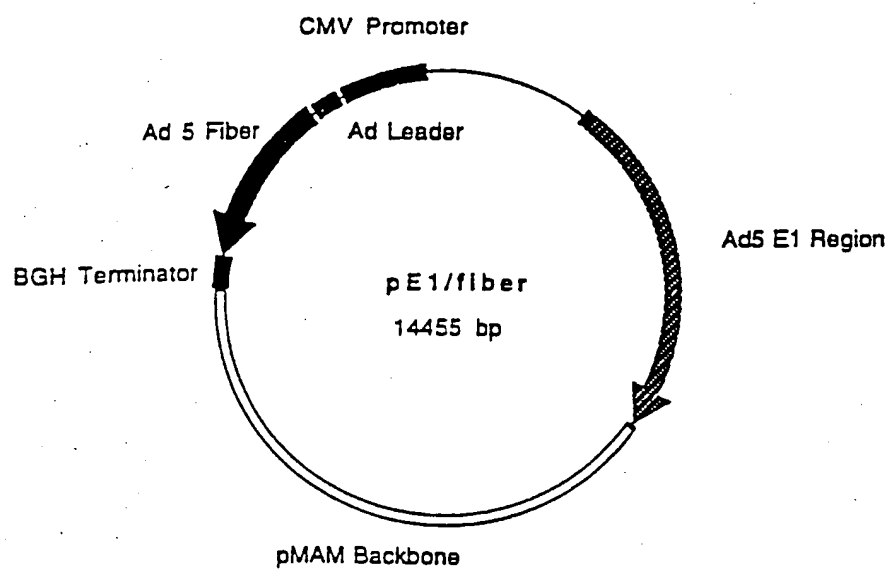 CMV Promoter
Ad 5 Fiber
Ad Leader
Ad5 E1 Region
BGH Terminator
pE1/fiber
14455 bp
pMAM Backbone